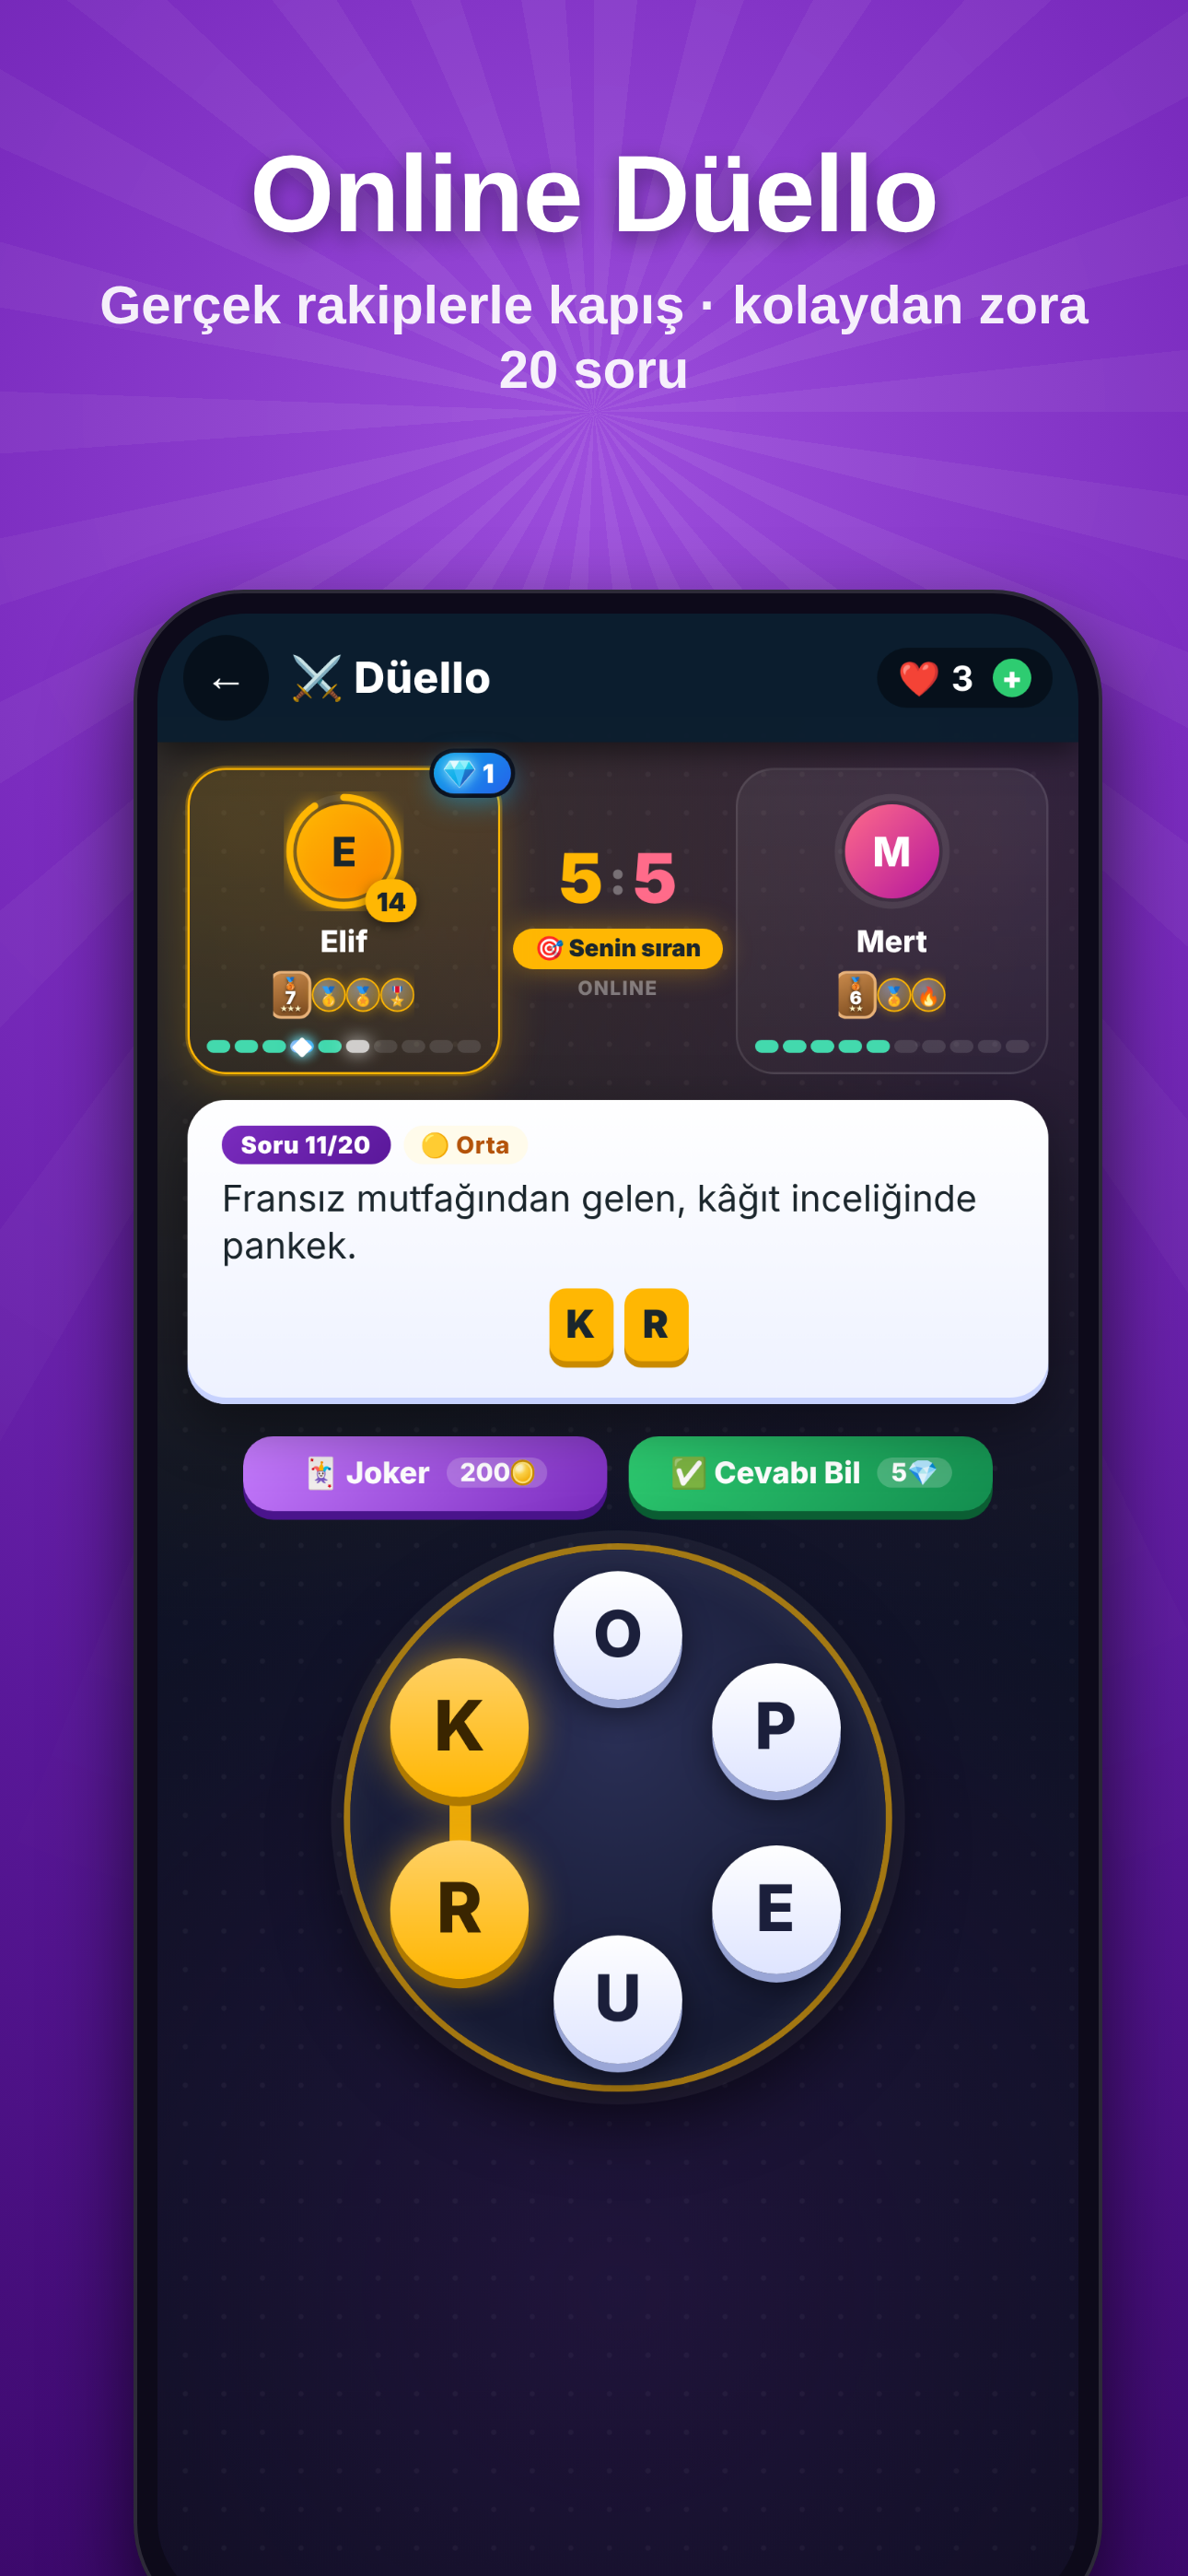 Online Düello
Gerçek rakiplerle kapış · kolaydan zora
20 soru
← ⚔️ Düello ❤️ 3 +
💎 1
E
14
Elif
7
5 : 5
🎯 Senin sıran
ONLINE
M
Mert
6
Soru 11/20 🟡 Orta
Fransız mutfağından gelen, kâğıt inceliğinde
pankek.
K R
🃏 Joker 200🪙 ✅ Cevabı Bil 5💎
O
K P
R E
U